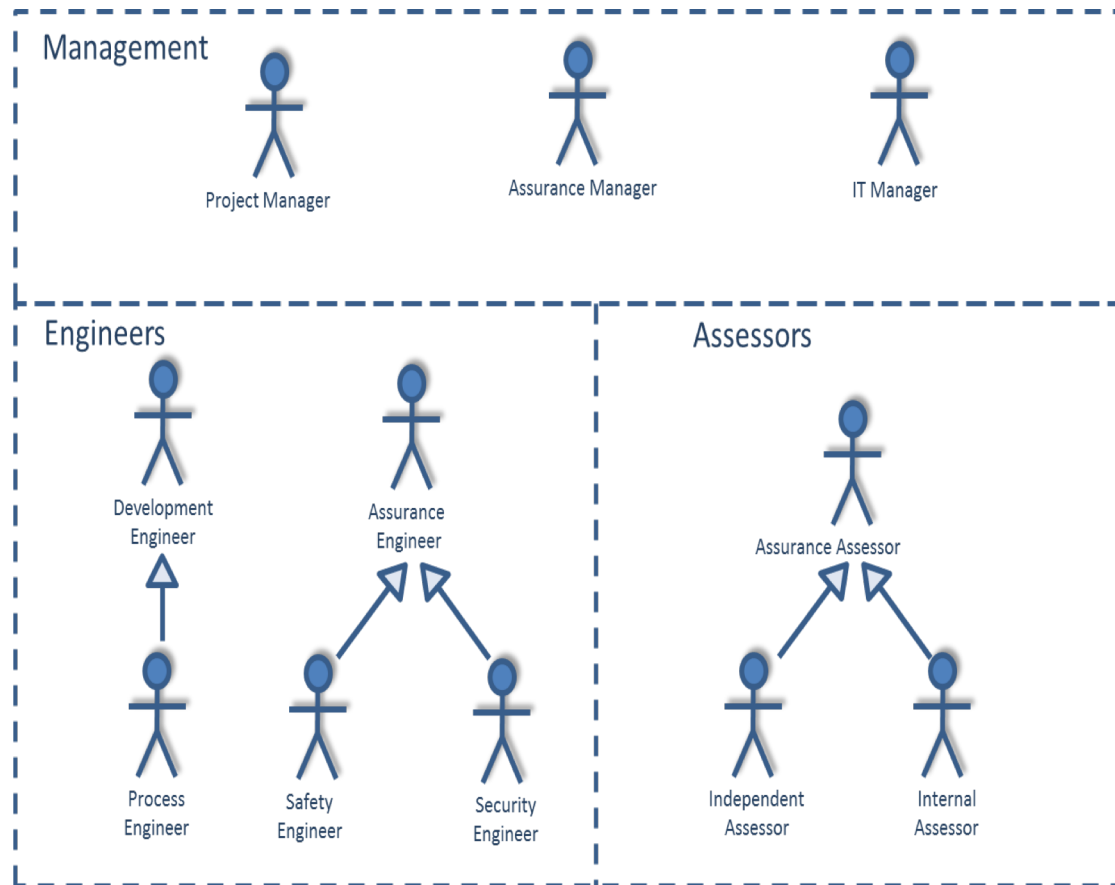 Management
Project Manager
Assurance Manager
IT Manager
Engineers
Assessors
Development
Engineer
Assurance
Engineer
Assurance Assessor
Process
Engineer
Safety
Engineer
Security
Engineer
Independent
Assessor
Internal
Assessor